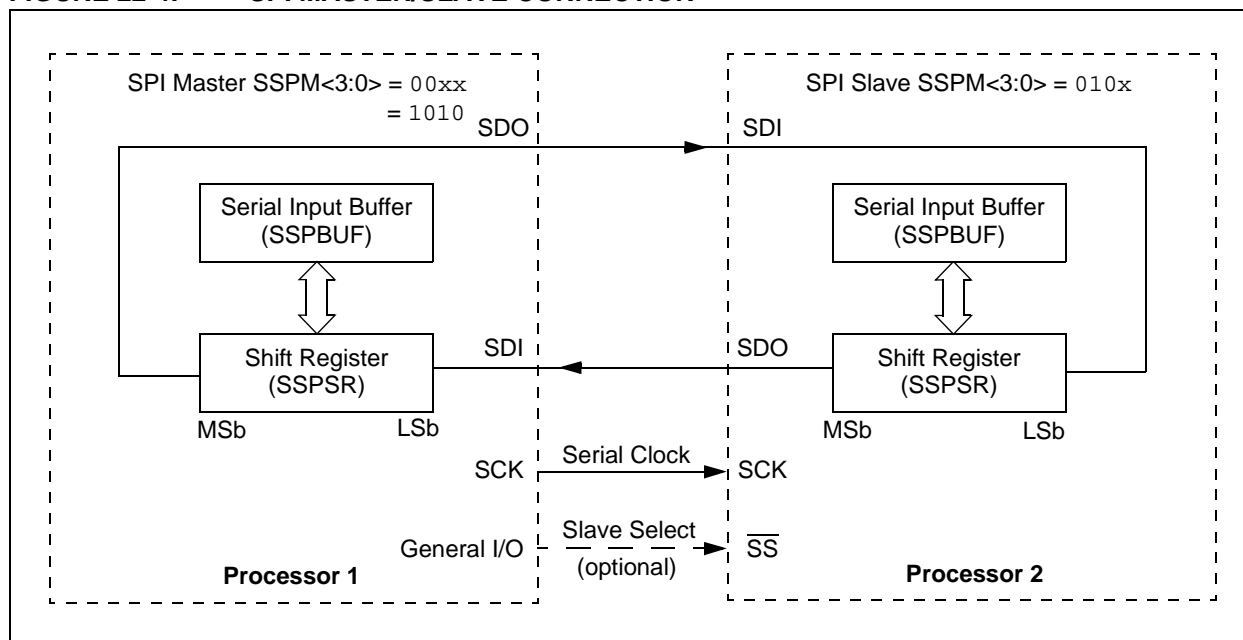 SPI Master SSPM<3:0> = 00xx
= 1010
SPI Slave SSPM<3:0> = 010x
SDO
SDI
Serial Input Buffer
(SSPBUF)
Serial Input Buffer
(SSPBUF)
Shift Register
(SSPSR)
SDI
SDO
Shift Register
(SSPSR)
MSb
LSb
MSb
LSb
SCK
Serial Clock
SCK
General I/O
Slave Select
(optional)
SS
Processor 1
Processor 2